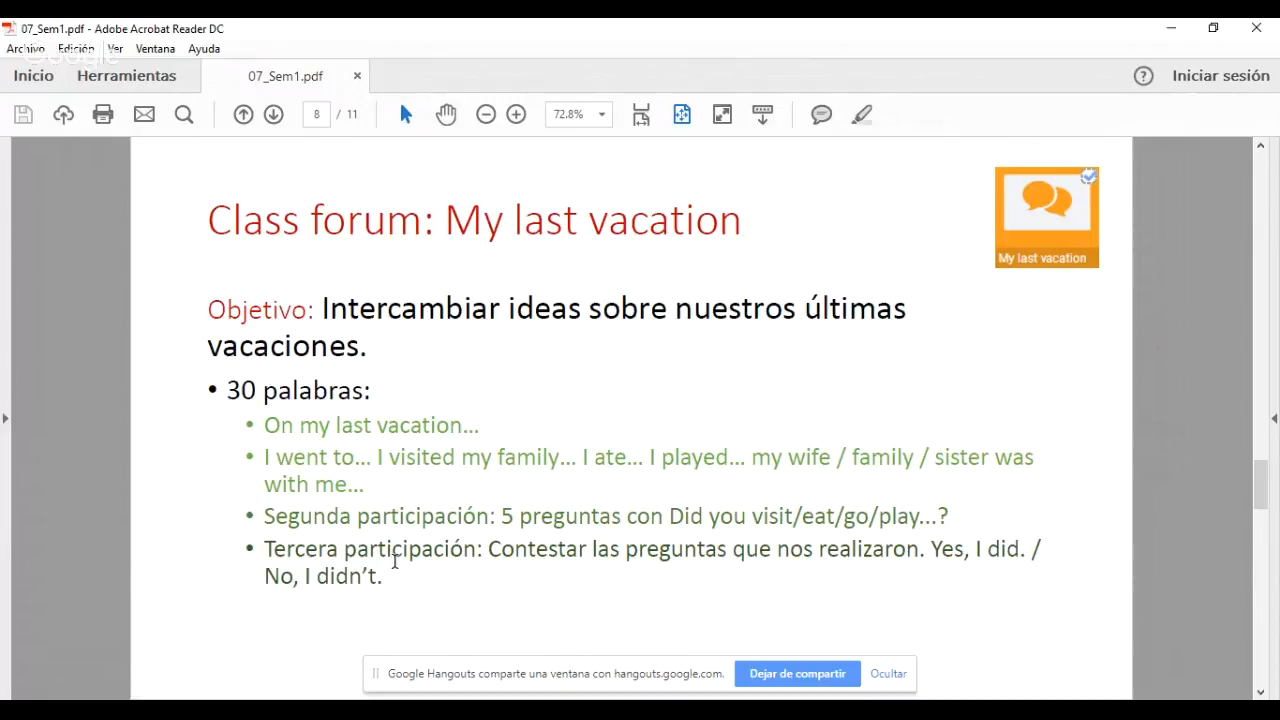 07_Sem1.pdf - Adobe Acrobat Reader DC
Archivo Edición Ver Ventana Ayuda
Google
Inicio Herramientas 07_Sem1.pdf × ? Iniciar sesión
8 / 11 72.8%
Class forum: My last vacation
My last vacation
Objetivo: Intercambiar ideas sobre nuestros últimas
vacaciones.
• 30 palabras:
• On my last vacation...
• I went to... I visited my family... I ate... I played... my wife / family / sister was
with me...
• Segunda participación: 5 preguntas con Did you visit/eat/go/play...?
• Tercera participación: Contestar las preguntas que nos realizaron. Yes, I did. /
No, I didn't.
Google Hangouts comparte una ventana con hangouts.google.com. Dejar de compartir Ocultar